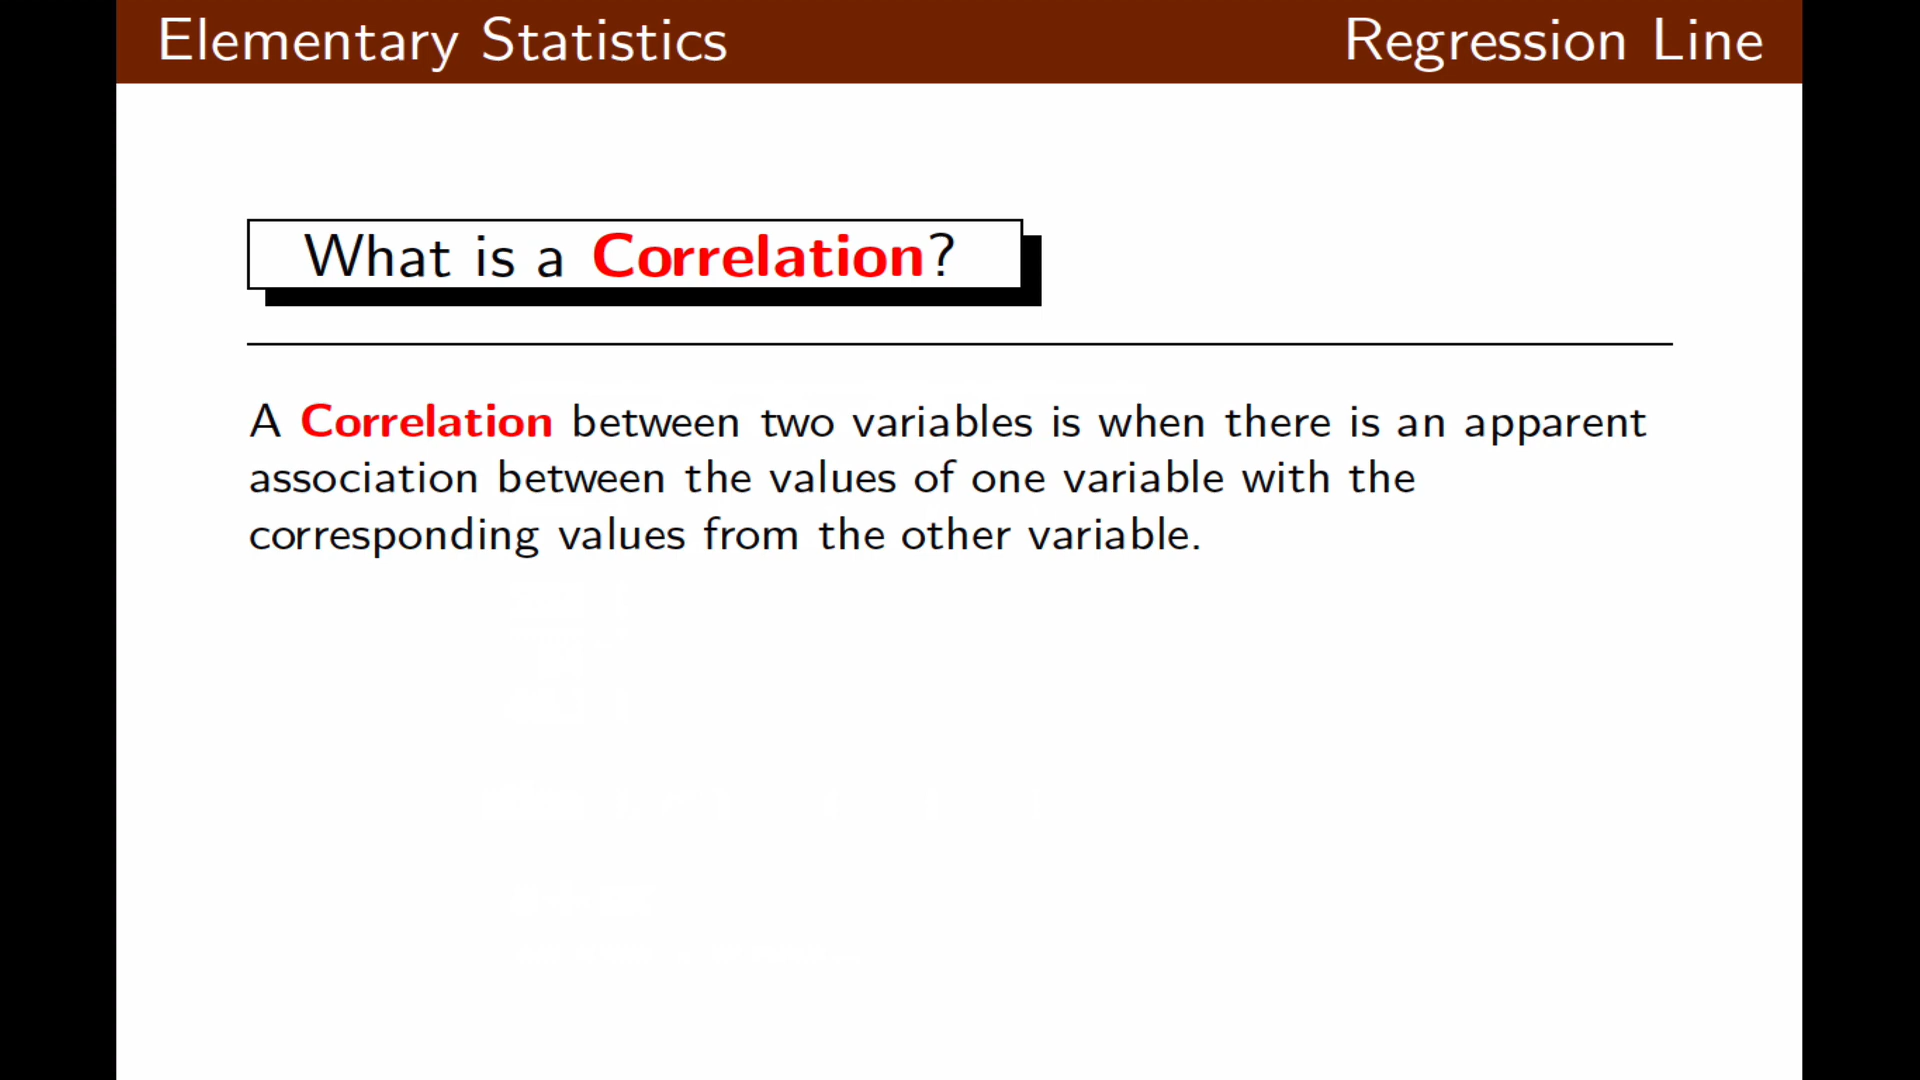 Elementary Statistics
Regression Line
What is a Correlation?
A Correlation between two variables is when there is an apparent
association between the values of one variable with the
corresponding values from the other variable.